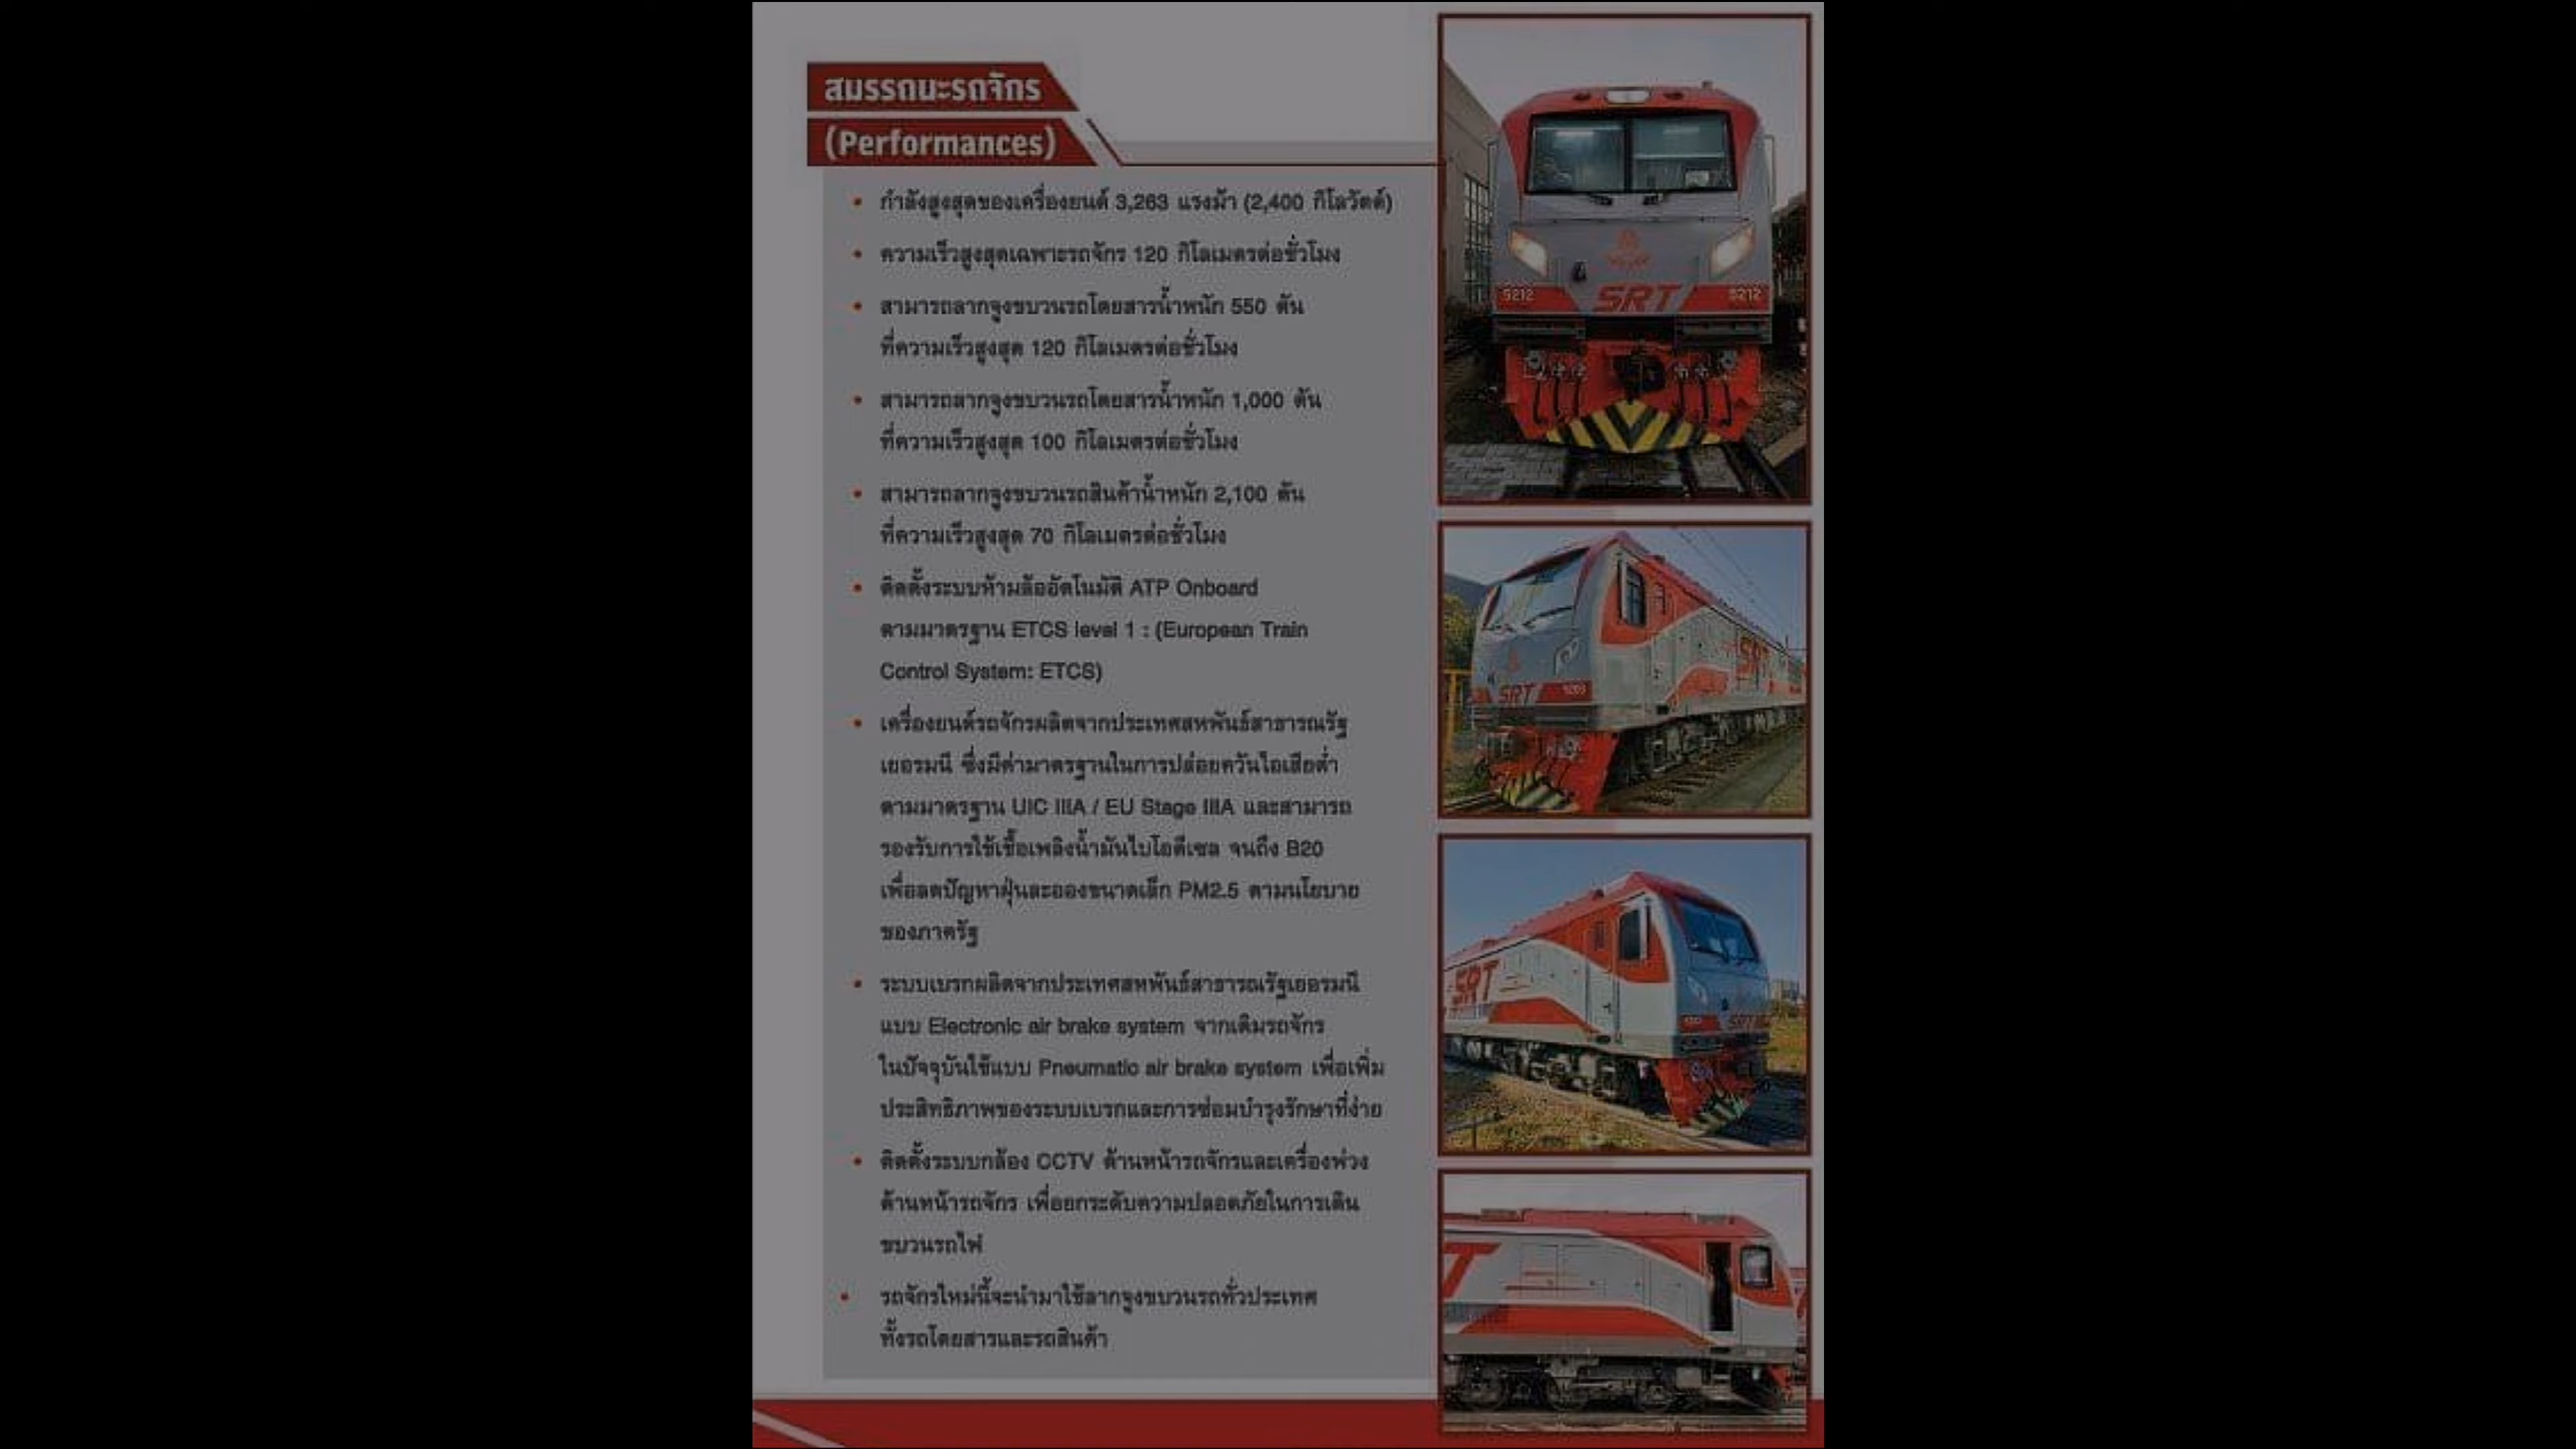 สมรรถนะรถจักร
(Performances)
• กำลังสูงสุดของเครื่องยนต์ 3,263 แรงม้า (2,400 กิโลวัตต์)
• ความเร็วสูงสุดเฉพาะรถจักร 120 กิโลเมตรต่อชั่วโมง
• สามารถลากจูงขบวนรถโดยสารน้ำหนัก 550 ตัน
ที่ความเร็วสูงสุด 120 กิโลเมตรต่อชั่วโมง
• สามารถลากจูงขบวนรถโดยสารน้ำหนัก 1,000 ตัน
ที่ความเร็วสูงสุด 100 กิโลเมตรต่อชั่วโมง
• สามารถลากจูงขบวนรถสินค้าน้ำหนัก 2,100 ตัน
ที่ความเร็วสูงสุด 70 กิโลเมตรต่อชั่วโมง
• ติดตั้งระบบห้ามล้ออัตโนมัติ ATP Onboard
ตามมาตรฐาน ETCS level 1 : (European Train
Control System: ETCS)
• เครื่องยนต์รถจักรผลิตจากประเทศสหพันธ์สาธารณรัฐ
เยอรมนี ซึ่งมีค่ามาตรฐานในการปล่อยควันไอเสียต่ำ
ตามมาตรฐาน UIC IIIA / EU Stage IIIA และสามารถ
รองรับการใช้เชื้อเพลิงน้ำมันไบโอดีเซล จนถึง B20
เพื่อลดปัญหาฝุ่นละอองขนาดเล็ก PM2.5 ตามนโยบาย
ของภาครัฐ
• ระบบเบรกผลิตจากประเทศสหพันธ์สาธารณรัฐเยอรมนี
แบบ Electronic air brake system จากเดิมรถจักร
ในปัจจุบันใช้แบบ Pneumatic air brake system เพื่อเพิ่ม
ประสิทธิภาพของระบบเบรกและการซ่อมบำรุงรักษาที่ง่าย
• ติดตั้งระบบกล้อง CCTV ด้านหน้ารถจักรและเครื่องพ่วง
ด้านหน้ารถจักร เพื่อยกระดับความปลอดภัยในการเดิน
ขบวนรถไฟ
• รถจักรใหม่นี้จะนำมาใช้ลากจูงขบวนรถทั่วประเทศ
ทั้งรถโดยสารและรถสินค้า
5212 SRT 5212
SRT
SRT
SRT
SRT